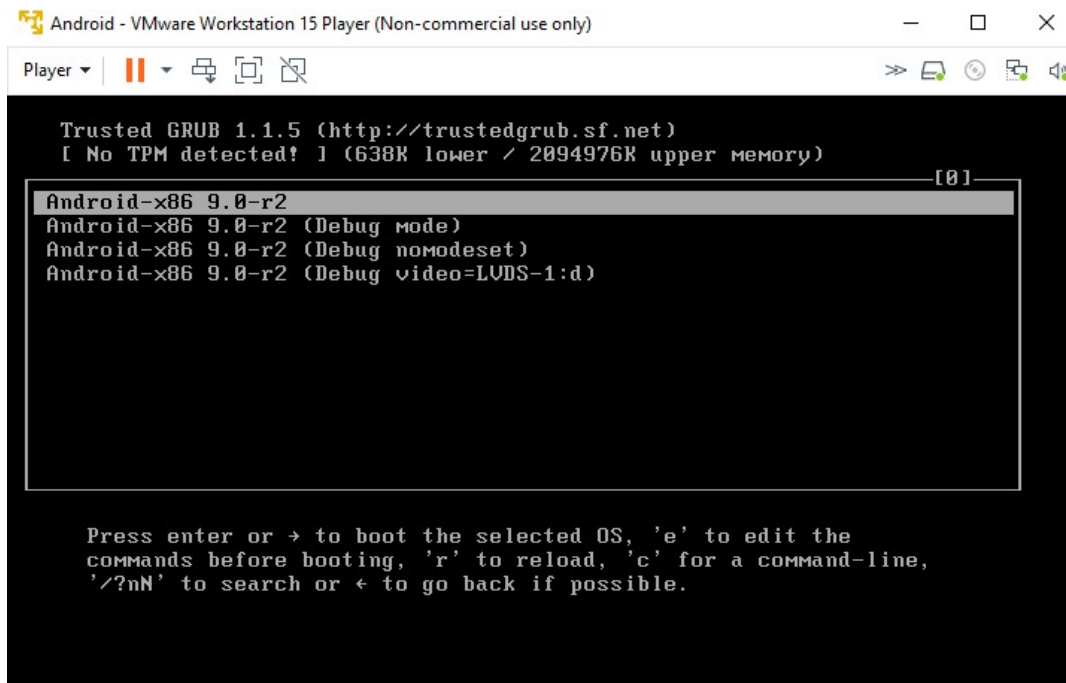 Android - VMware Workstation 15 Player (Non-commercial use only)
Player
Trusted GRUB 1.1.5 (http://trustedgrub.sf.net)
[ No TPM detected! ] (638K lower / 2094976K upper memory)
[0]
Android-x86 9.0-r2
Android-x86 9.0-r2 (Debug mode)
Android-x86 9.0-r2 (Debug nomodeset)
Android-x86 9.0-r2 (Debug video=LVDS-1:d)
Press enter or → to boot the selected OS, 'e' to edit the
commands before booting, 'r' to reload, 'c' for a command-line,
'/?nN' to search or ← to go back if possible.